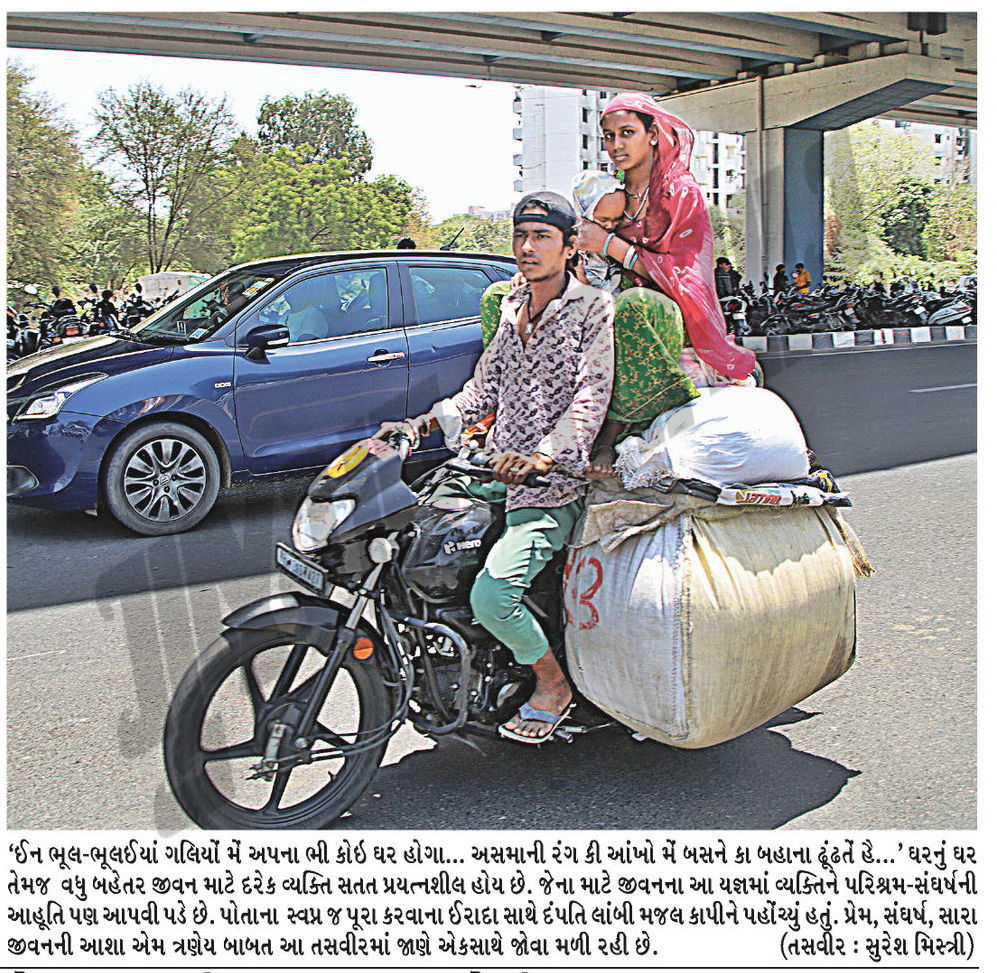 HERO
DDiS
‘ઈન ભૂલ-ભૂલઈયાં ગલિયોં મેં અપના ભી કોઇ ઘર હોગા... અસમાની રંગ કી આંખો મેં બસને કા બહાના ઢૂંઢતેં હૈ...’ ઘરનું ઘર
તેમજ વધુ બહેતર જીવન માટે દરેક વ્યક્તિ સતત પ્રયત્નશીલ હોય છે. જેના માટે જીવનના આ યજ્ઞમાં વ્યક્તિને પરિશ્રમ-સંઘર્ષની
આહૂતિ પણ આપવી પડે છે. પોતાના સ્વપ્ન જ પૂરા કરવાના ઈરાદા સાથે દંપતિ લાંબી મજલ કાપીને પહોંચ્યું હતું. પ્રેમ, સંઘર્ષ, સારા
જીવનની આશા એમ ત્રણેય બાબત આ તસવીરમાં જાણે એકસાથે જોવા મળી રહી છે. (તસવીર : સુરેશ મિસ્ત્રી)